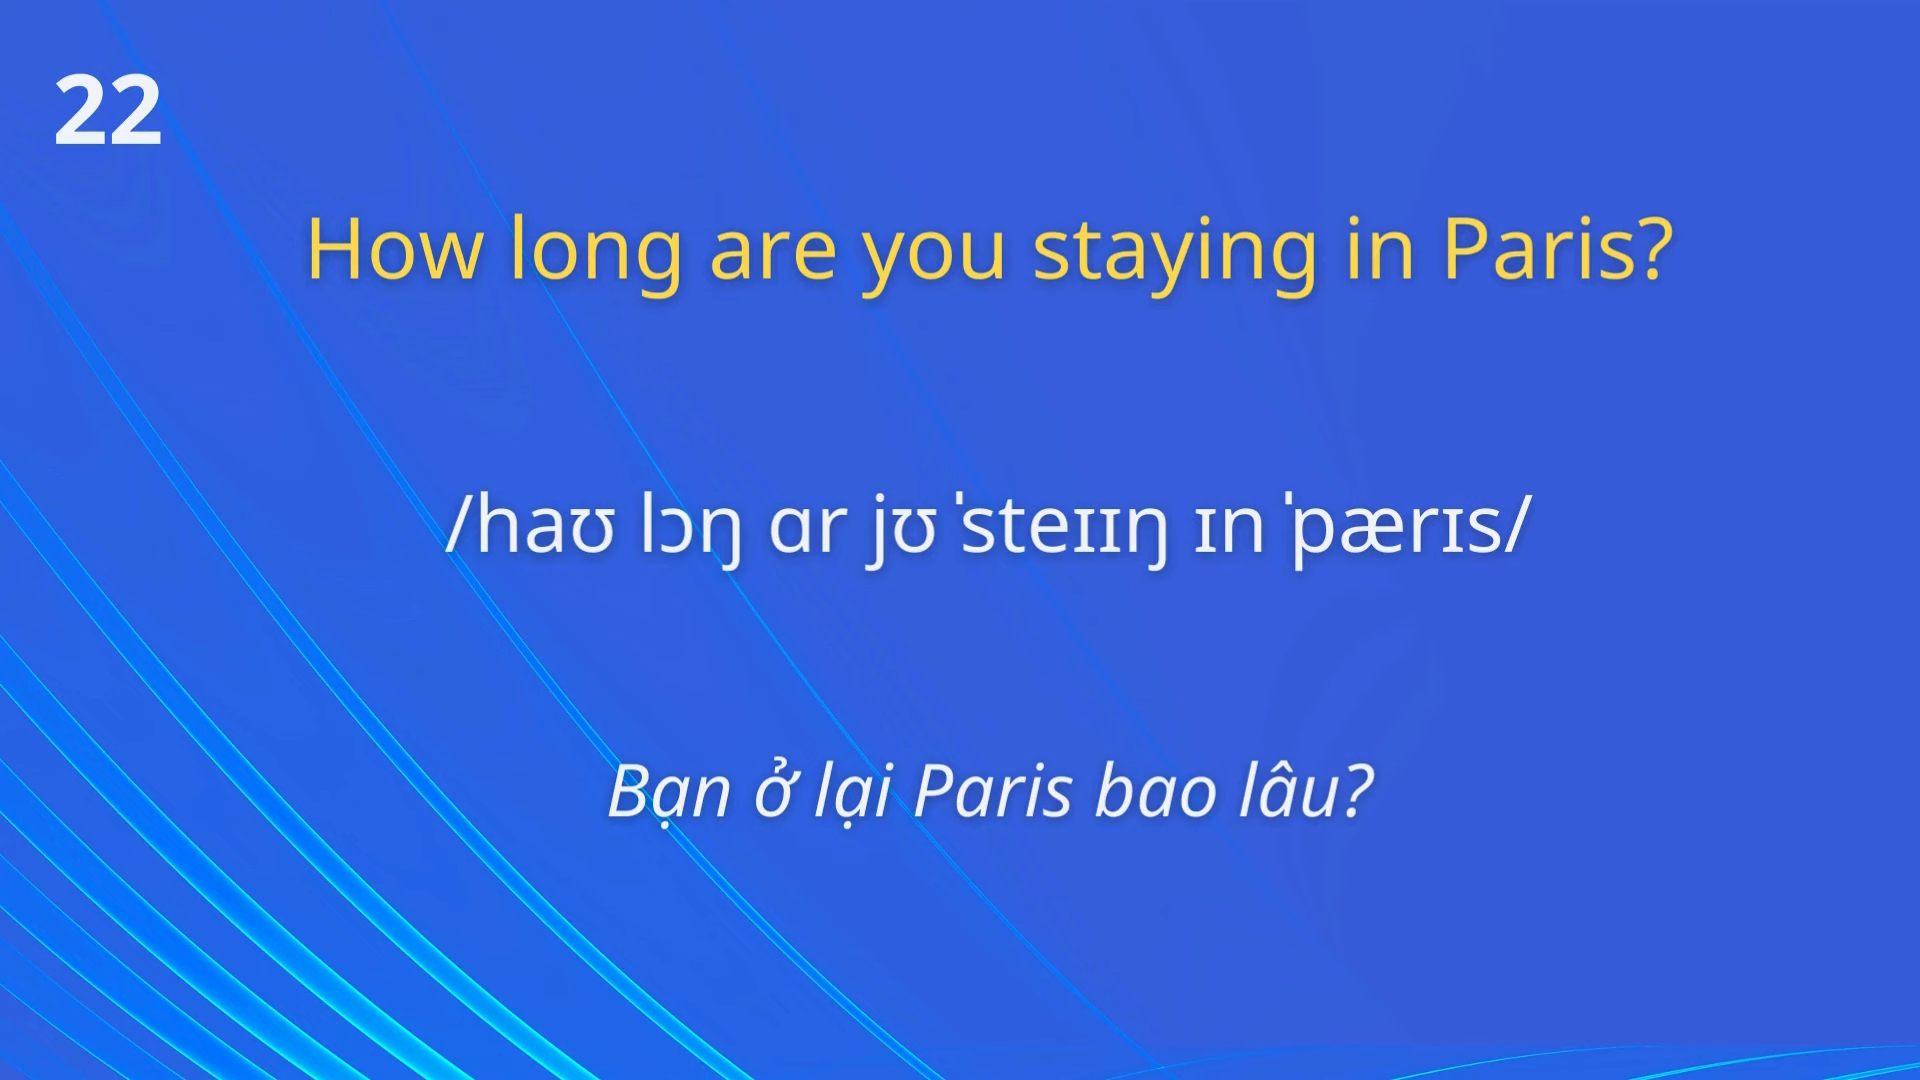 22
How long are you staying in Paris?
/haʊ lɔŋ ɑr jʊ ˈsteɪɪŋ ɪn ˈpærɪs/
Bạn ở lại Paris bao lâu?